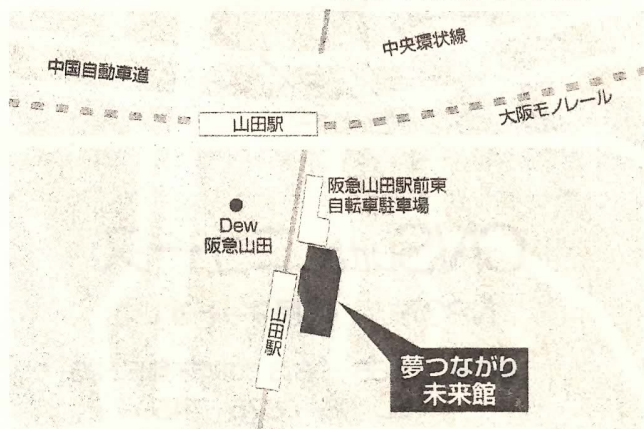 中央環状線
中国自動車道
大阪モノレール
山田駅
阪急山田駅前東
自転車駐車場
Dew
阪急山田
山田駅
夢つながり
未来館